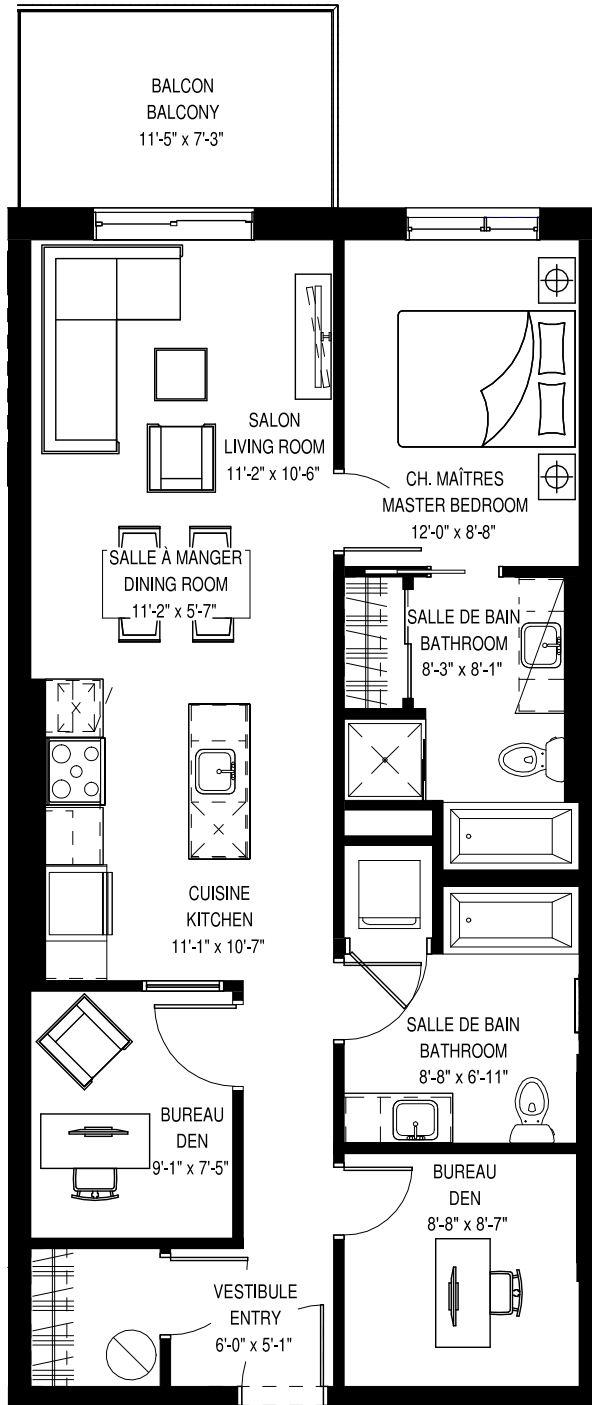 BALCON
BALCONY
11'-5" x 7'-3"
SALON
LIVING ROOM
11'-2" x 10'-6"
CH. MAÎTRES
MASTER BEDROOM
12'-0" x 8'-8"
SALLE À MANGER
DINING ROOM
11'-2" x 5'-7"
SALLE DE BAIN
BATHROOM
8'-3" x 8'-1"
CUISINE
KITCHEN
11'-1" x 10'-7"
SALLE DE BAIN
BATHROOM
8'-8" x 6'-11"
BUREAU
DEN
9'-1" x 7'-5"
BUREAU
DEN
8'-8" x 8'-7"
VESTIBULE
ENTRY
6'-0" x 5'-1"